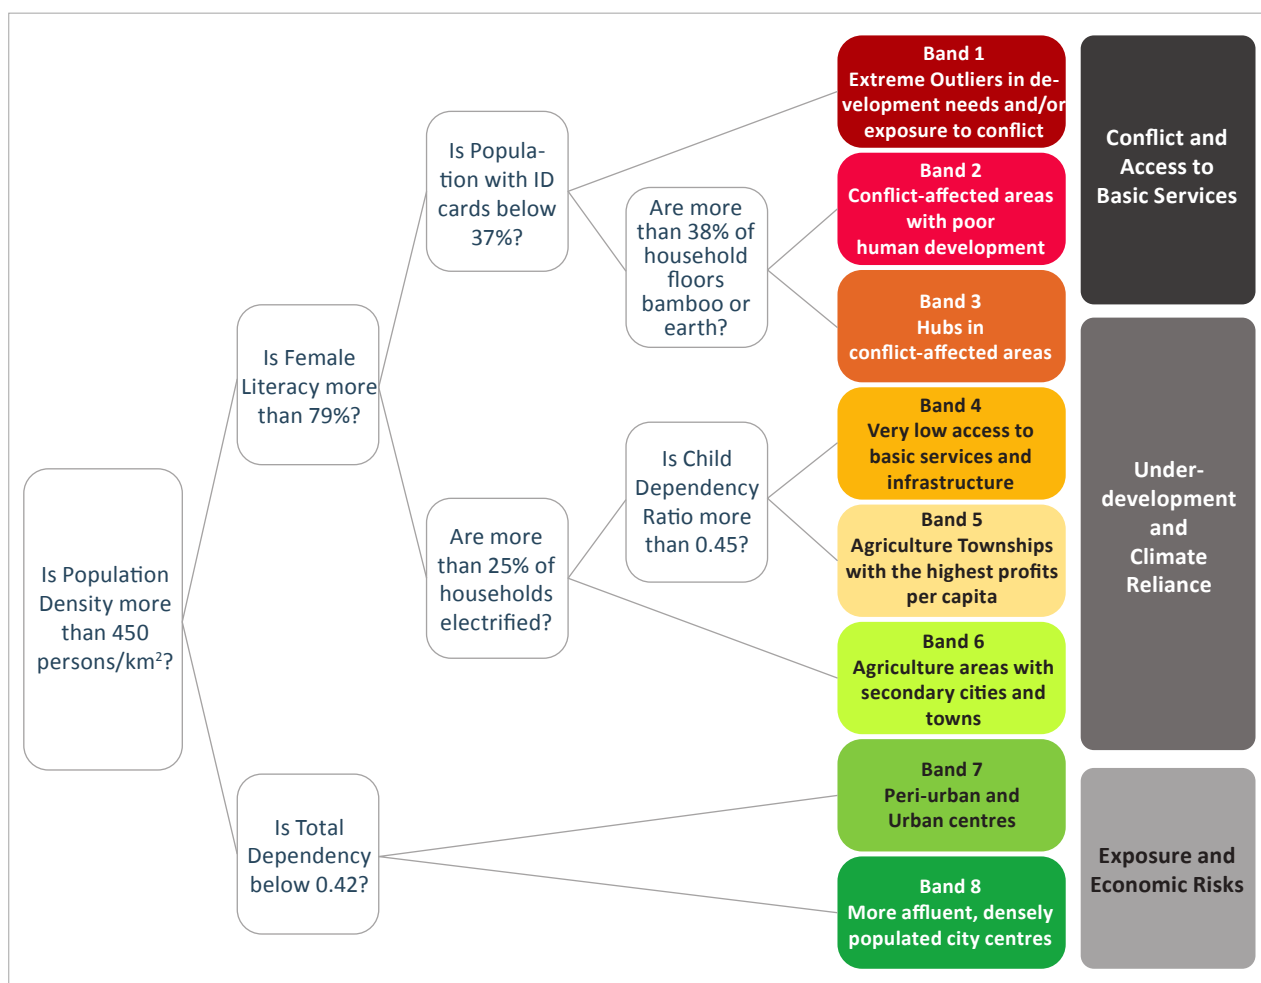 Is Population
Density more
than 450
persons/km²?
Is Female
Literacy more
than 79%?
Is Total
Dependency
below 0.42?
Is Popula-
tion with ID
cards below
37%?
Are more
than 25% of
households
electrified?
Are more
than 38% of
household
floors
bamboo or
earth?
Is Child
Dependency
Ratio more
than 0.45?
Band 1
Extreme Outliers in de-
velopment needs and/or
exposure to conflict
Band 2
Conflict-affected areas
with poor
human development
Band 3
Hubs in
conflict-affected areas
Band 4
Very low access to
basic services and
infrastructure
Band 5
Agriculture Townships
with the highest profits
per capita
Band 6
Agriculture areas with
secondary cities and
towns
Band 7
Peri-urban and
Urban centres
Band 8
More affluent, densely
populated city centres
Conflict and
Access to
Basic Services
Under-
development
and
Climate
Reliance
Exposure and
Economic Risks